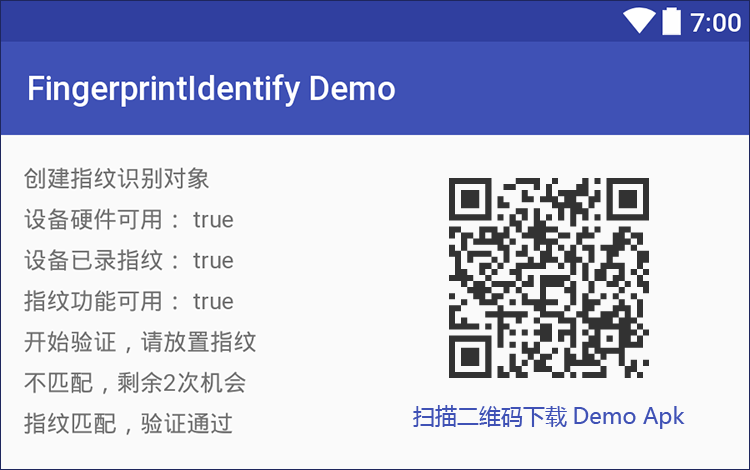 7:00
FingerprintIdentify Demo
创建指纹识别对象
设备硬件可用： true
设备已录指纹： true
指纹功能可用： true
开始验证，请放置指纹
不匹配，剩余2次机会
指纹匹配，验证通过
扫描二维码下载 Demo Apk